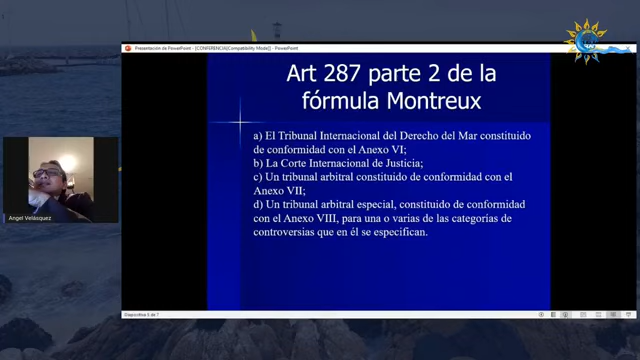 Presentación de PowerPoint - [CONFERENCIA][Compatibility Mode] - PowerPoint
Art 287 parte 2 de la
fórmula Montreux
a) El Tribunal Internacional del Derecho del Mar constituido
de conformidad con el Anexo VI;
b) La Corte Internacional de Justicia;
c) Un tribunal arbitral constituido de conformidad con el
Anexo VII;
d) Un tribunal arbitral especial, constituido de conformidad
con el Anexo VIII, para una o varias de las categorías de
controversias que en él se especifican.
Angel Velásquez